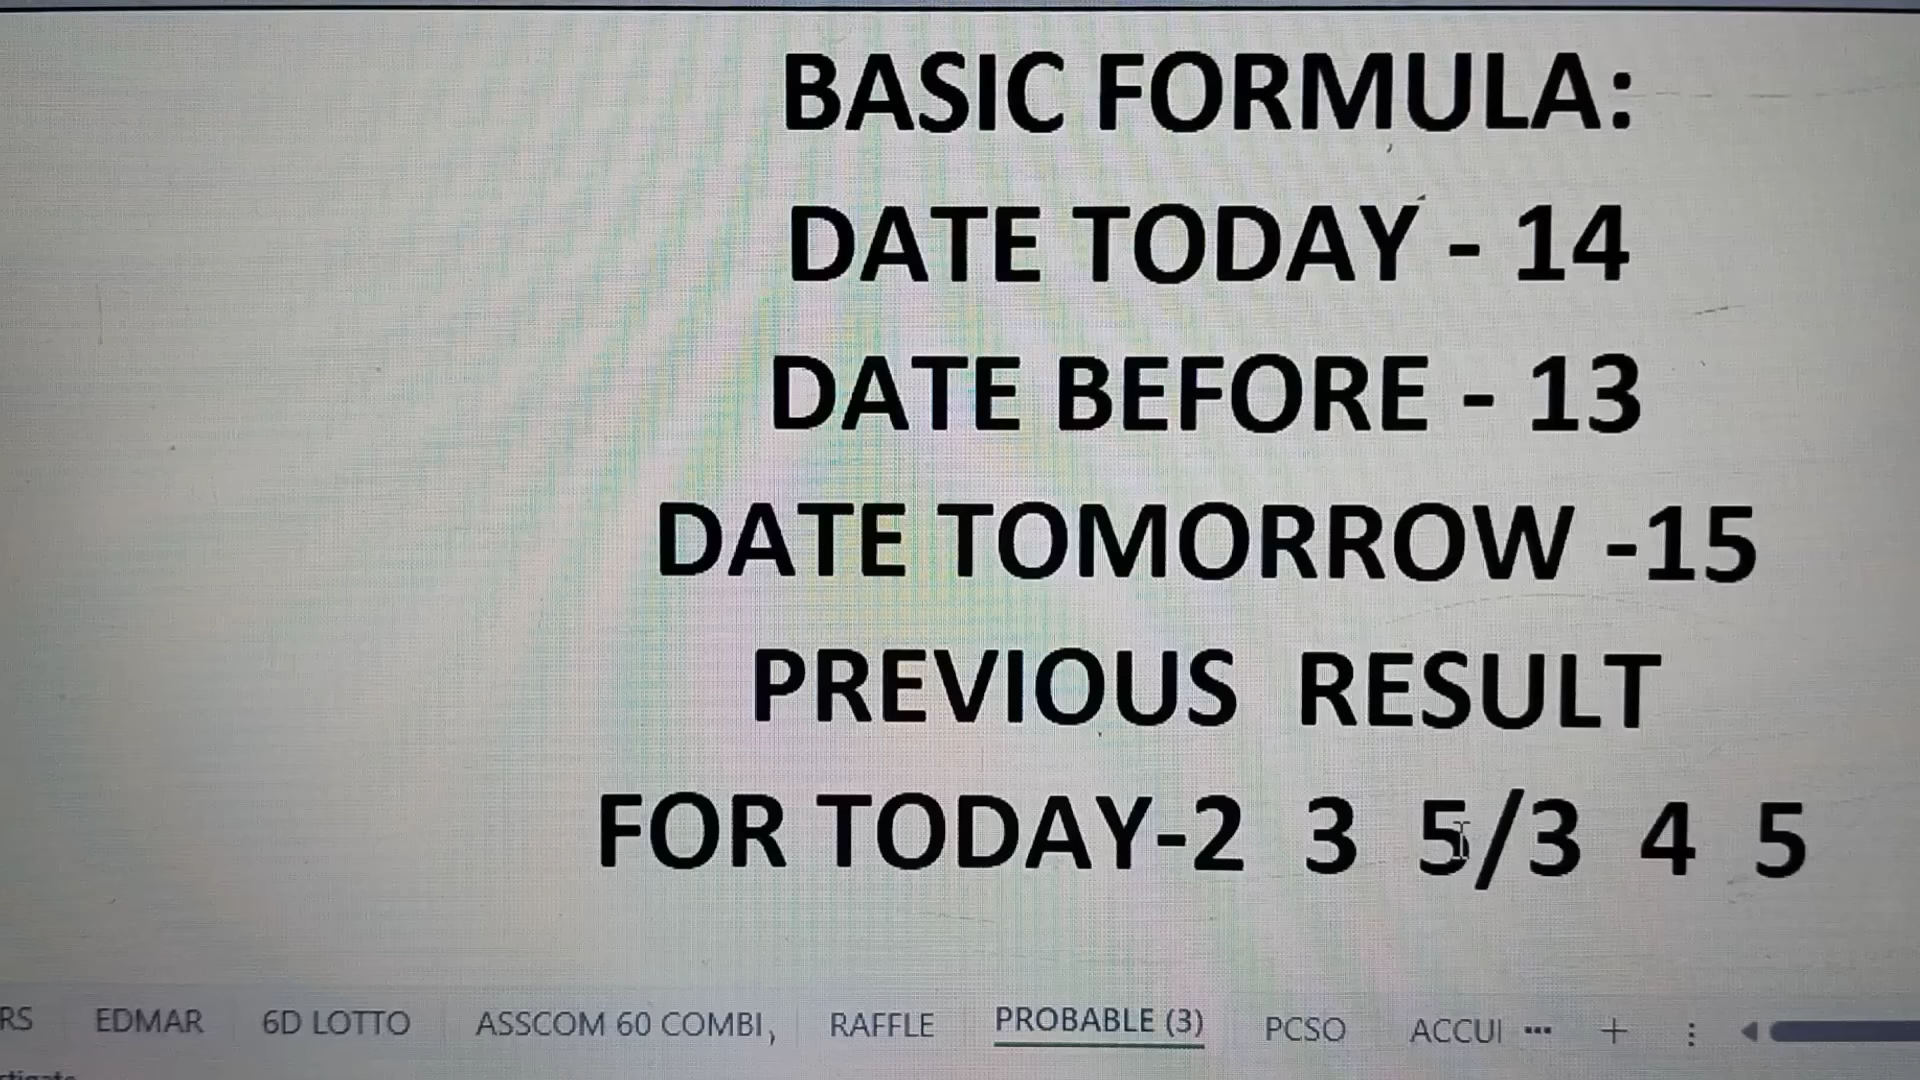 BASIC FORMULA:
DATE TODAY - 14
DATE BEFORE - 13
DATE TOMORROW -15
PREVIOUS  RESULT
FOR TODAY-2  3  5/3  4  5
RS EDMAR 6D LOTTO ASSCOM 60 COMBI, RAFFLE PROBABLE (3) PCSO ACCUI ... +